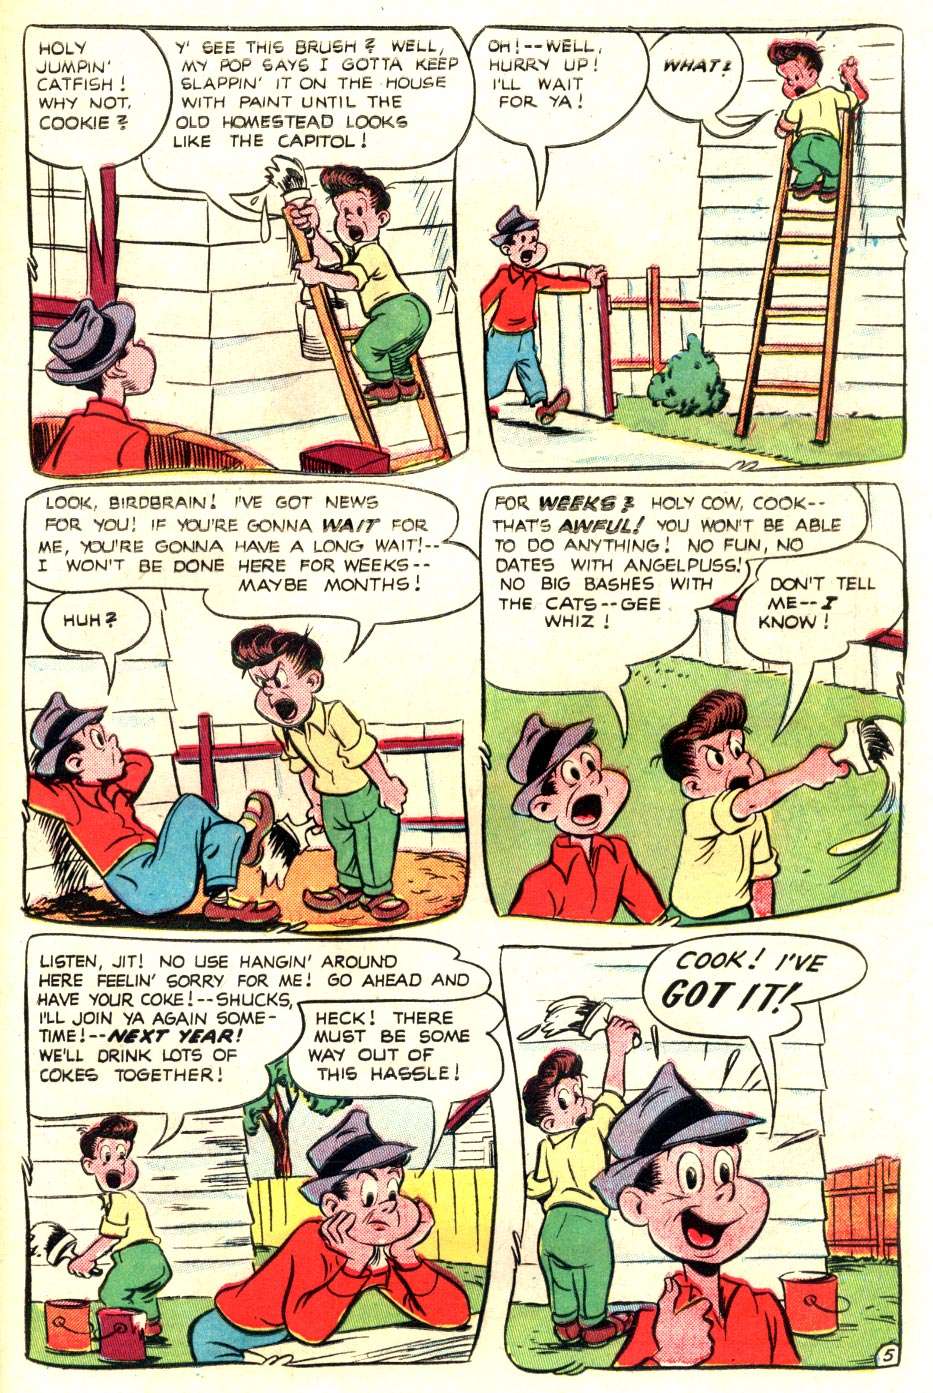 HOLY
JUMPIN'
CATFISH!
WHY NOT,
COOKIE?
Y' SEE THIS BRUSH? WELL,
MY POP SAYS I GOTTA KEEP
SLAPPIN' IT ON THE HOUSE
WITH PAINT UNTIL THE
OLD HOMESTEAD LOOKS
LIKE THE CAPITOL!
OH!--WELL,
HURRY UP!
I'LL WAIT
FOR YA!
WHAT?
LOOK, BIRDBRAIN! I'VE GOT NEWS
FOR YOU! IF YOU'RE GONNA WAIT FOR
ME, YOU'RE GONNA HAVE A LONG WAIT!--
I WON'T BE DONE HERE FOR WEEKS--
MAYBE MONTHS!
HUH?
FOR WEEKS? HOLY COW, COOK--
THAT'S AWFUL! YOU WON'T BE ABLE
TO DO ANYTHING! NO FUN, NO
DATES WITH ANGELPUSS!
NO BIG BASHES WITH
THE CATS--GEE
WHIZ!
DON'T TELL
ME--I
KNOW!
LISTEN, JIT! NO USE HANGIN' AROUND
HERE FEELIN' SORRY FOR ME! GO AHEAD AND
HAVE YOUR COKE!--SHUCKS,
I'LL JOIN YA AGAIN SOME-
TIME!--NEXT YEAR!
WE'LL DRINK LOTS OF
COKES TOGETHER!
HECK! THERE
MUST BE SOME
WAY OUT OF
THIS HASSLE!
COOK! I'VE
GOT IT!
5